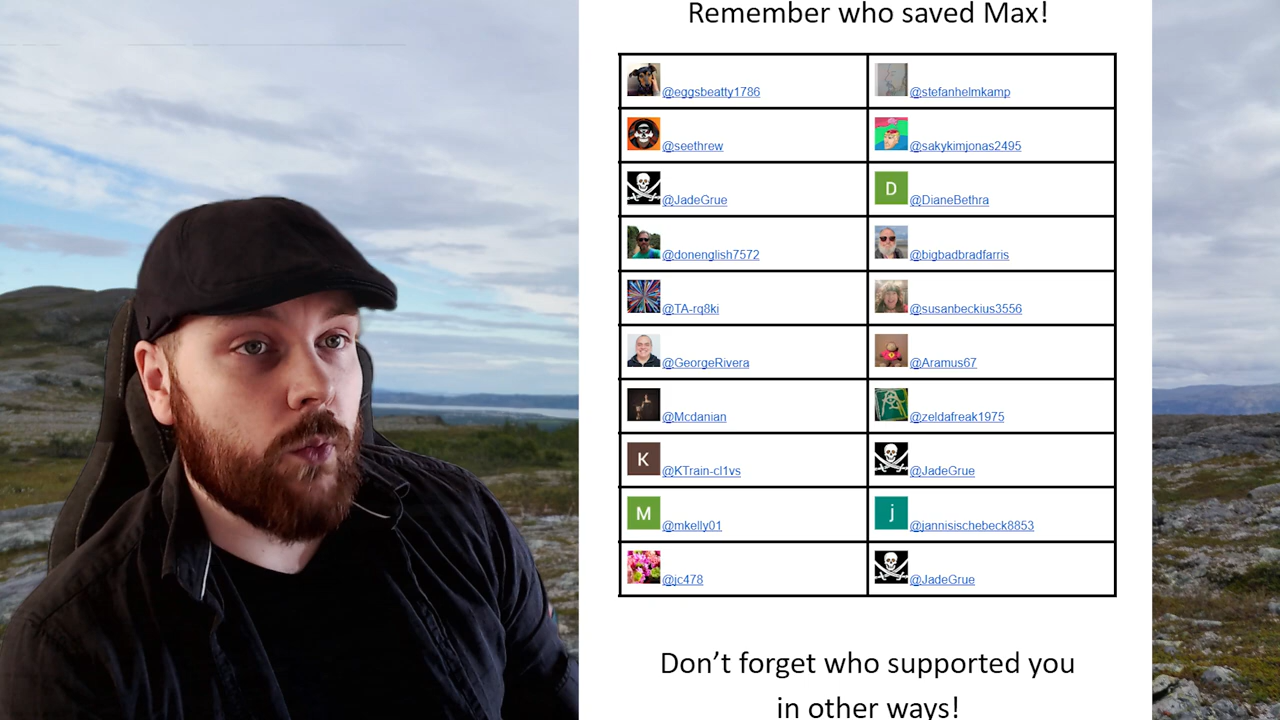 Remember who saved Max!
@eggsbeatty1786 @stefanhelmkamp
@seethrew @sakykimjonas2495
@JadeGrue D @DianeBethra
@donenglish7572 @bigbadbradfarris
@TA-rq8ki @susanbeckius3556
@GeorgeRivera @Aramus67
@Mcdanian @zeldafreak1975
K @KTrain-cl1vs @JadeGrue
M @mkelly01 j @jannisischebeck8853
@jc478 @JadeGrue
Don’t forget who supported you
in other ways!